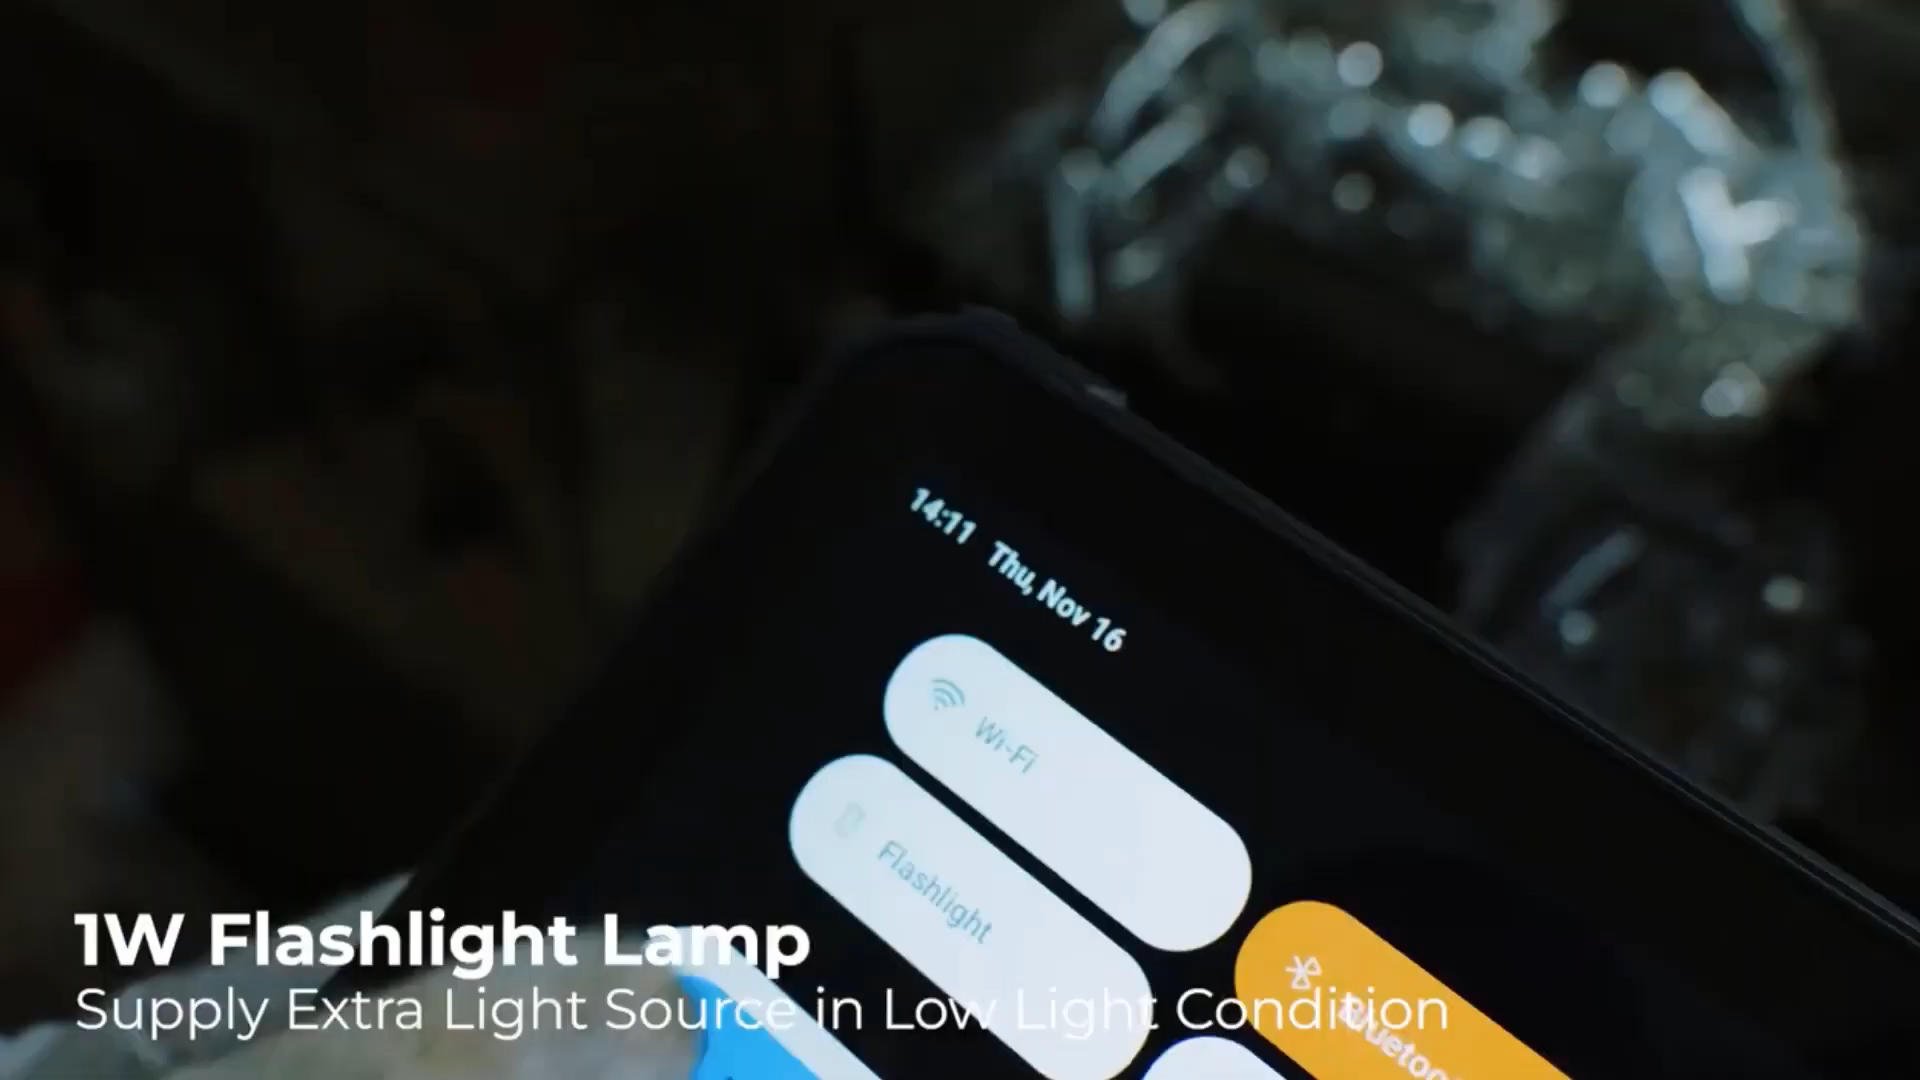 14:11 Thu, Nov 16
Wi-Fi
Flashlight
Bluetoo
1W Flashlight Lamp
Supply Extra Light Source in Low Light Condition